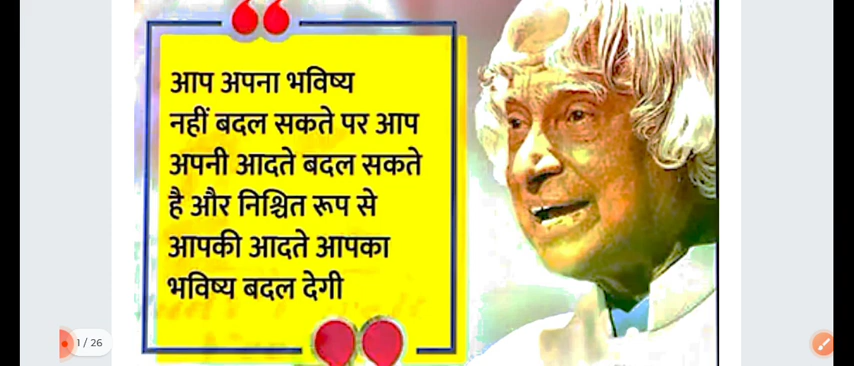 आप अपना भविष्य
नहीं बदल सकते पर आप
अपनी आदते बदल सकते
है और निश्चित रूप से
आपकी आदते आपका
भविष्य बदल देगी
1 / 26